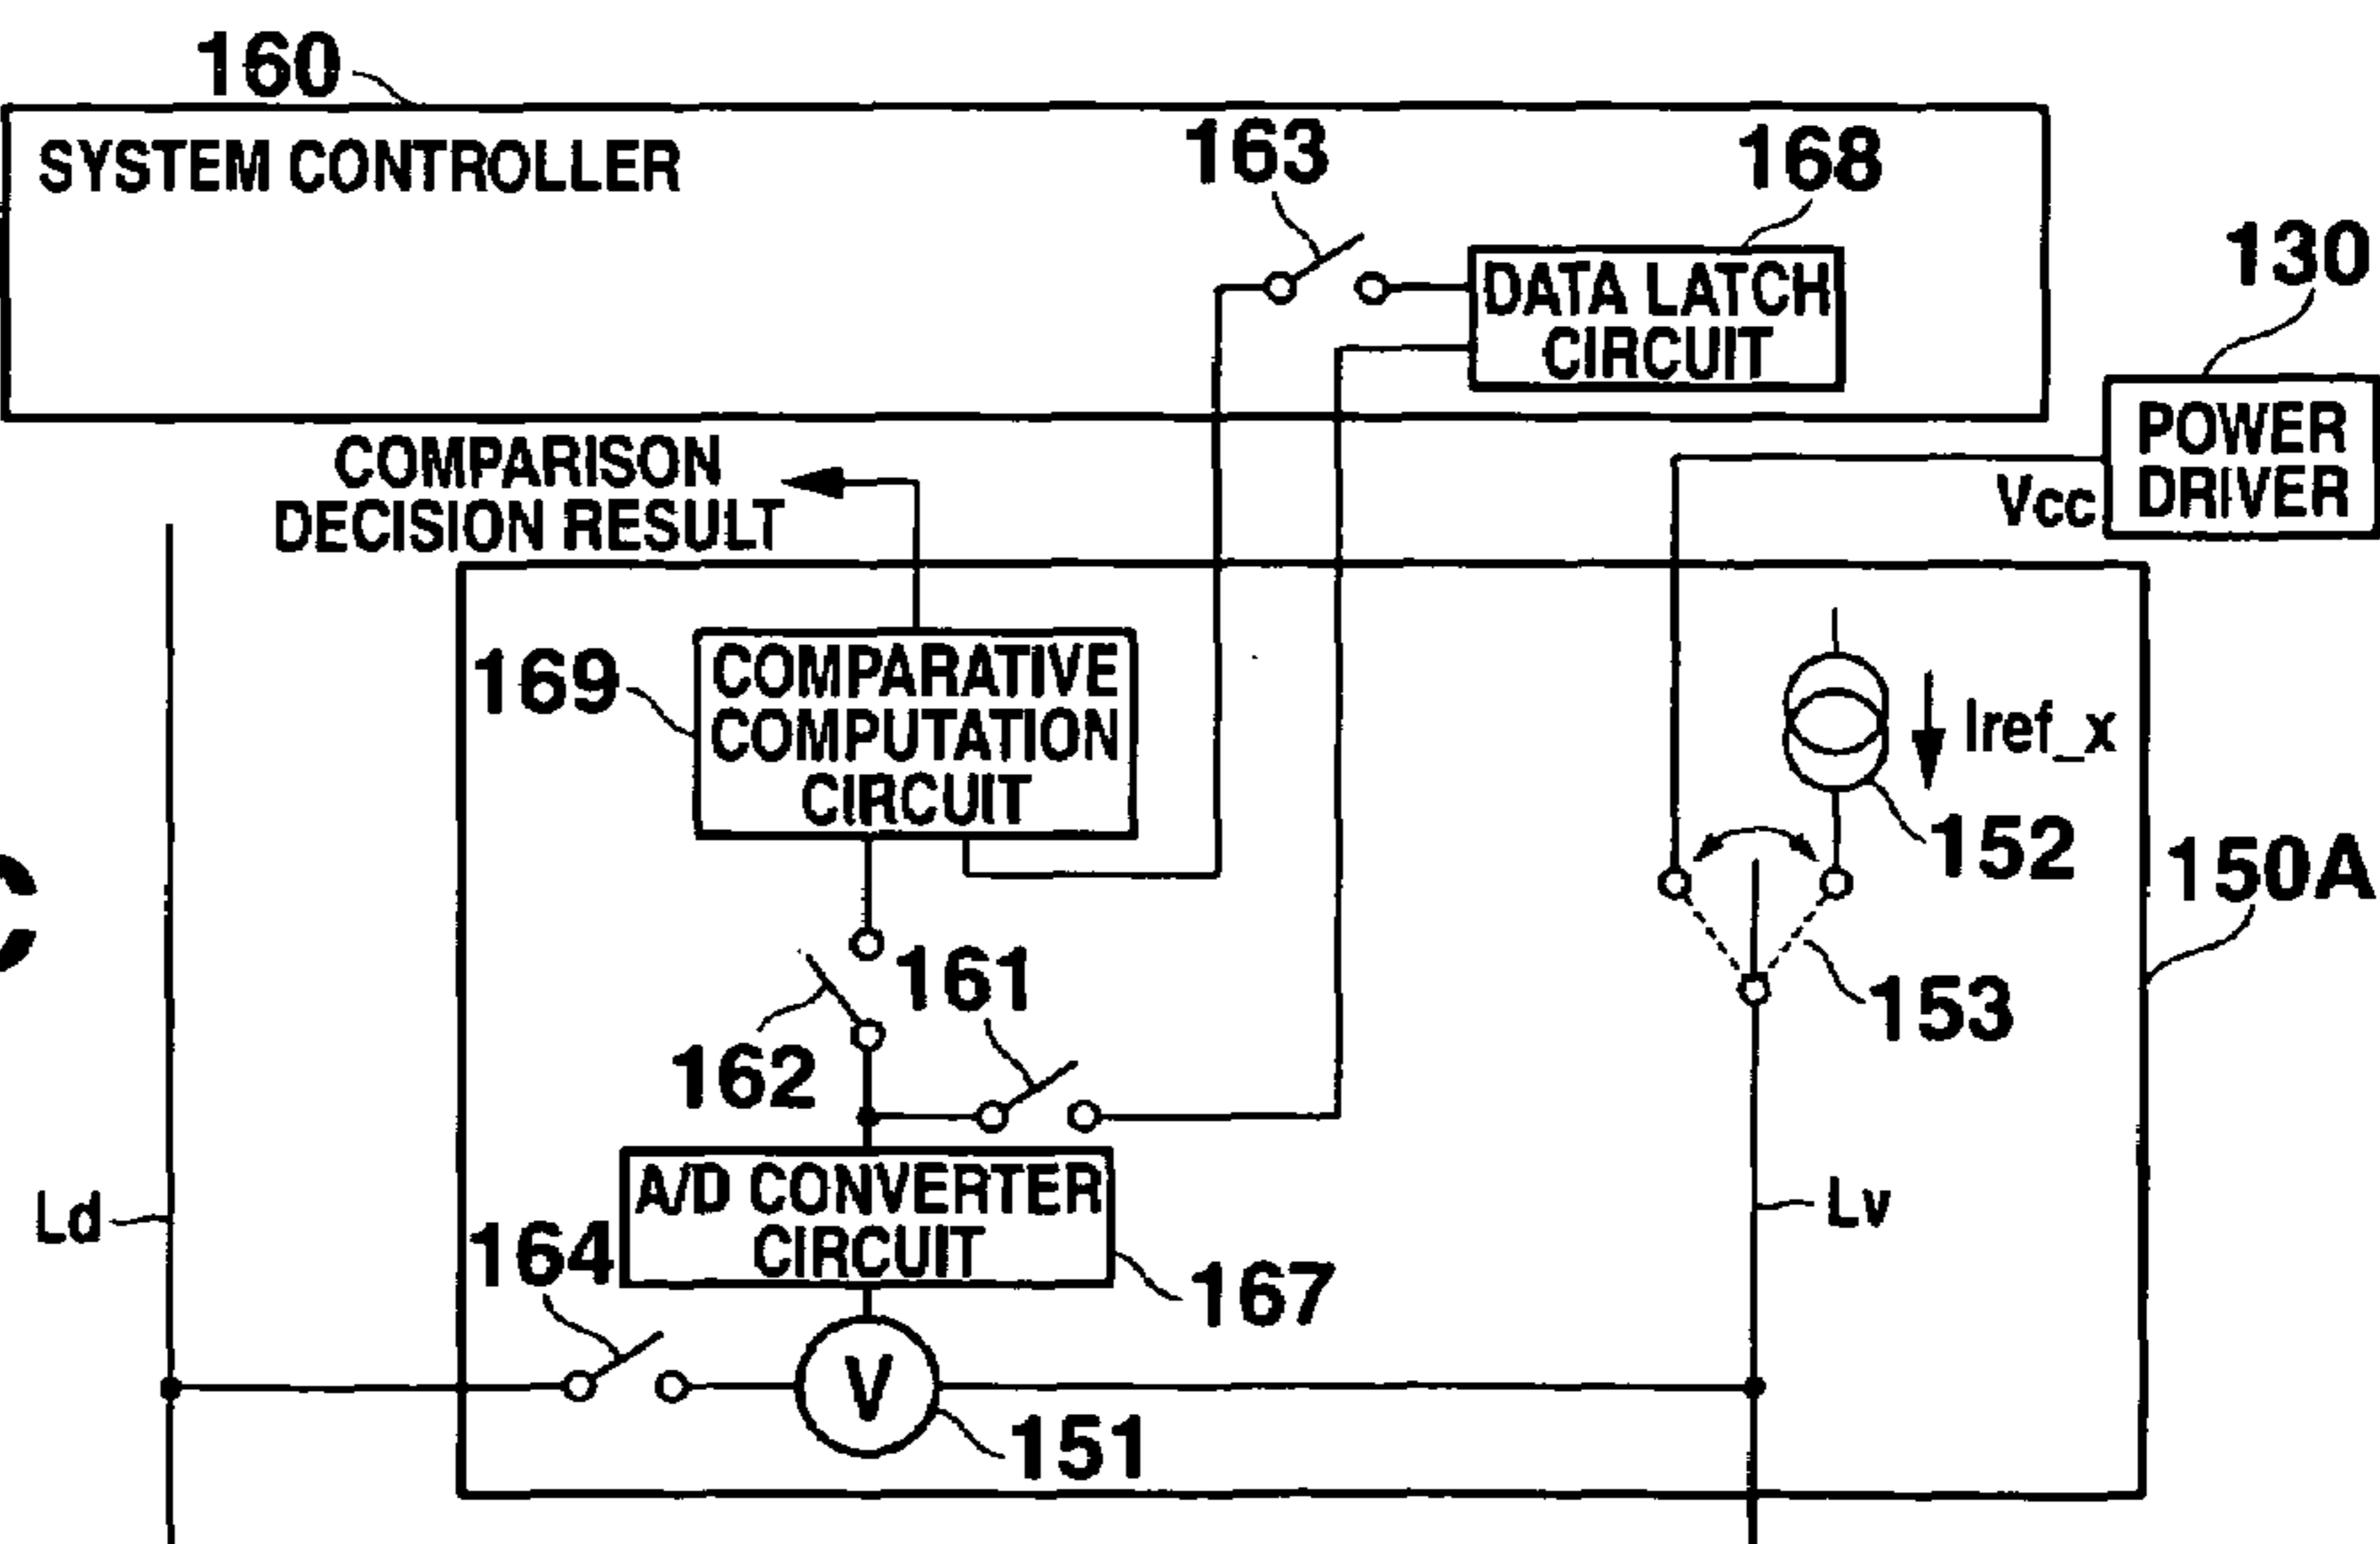 160
SYSTEM CONTROLLER
163
168
DATA LATCH
CIRCUIT
130
POWER
DRIVER
Vcc
COMPARISON
DECISION RESULT
169
COMPARATIVE
COMPUTATION
CIRCUIT
Iref_x
152
150A
153
161
162
A/D CONVERTER
CIRCUIT
167
Ld
164
Lv
V
151